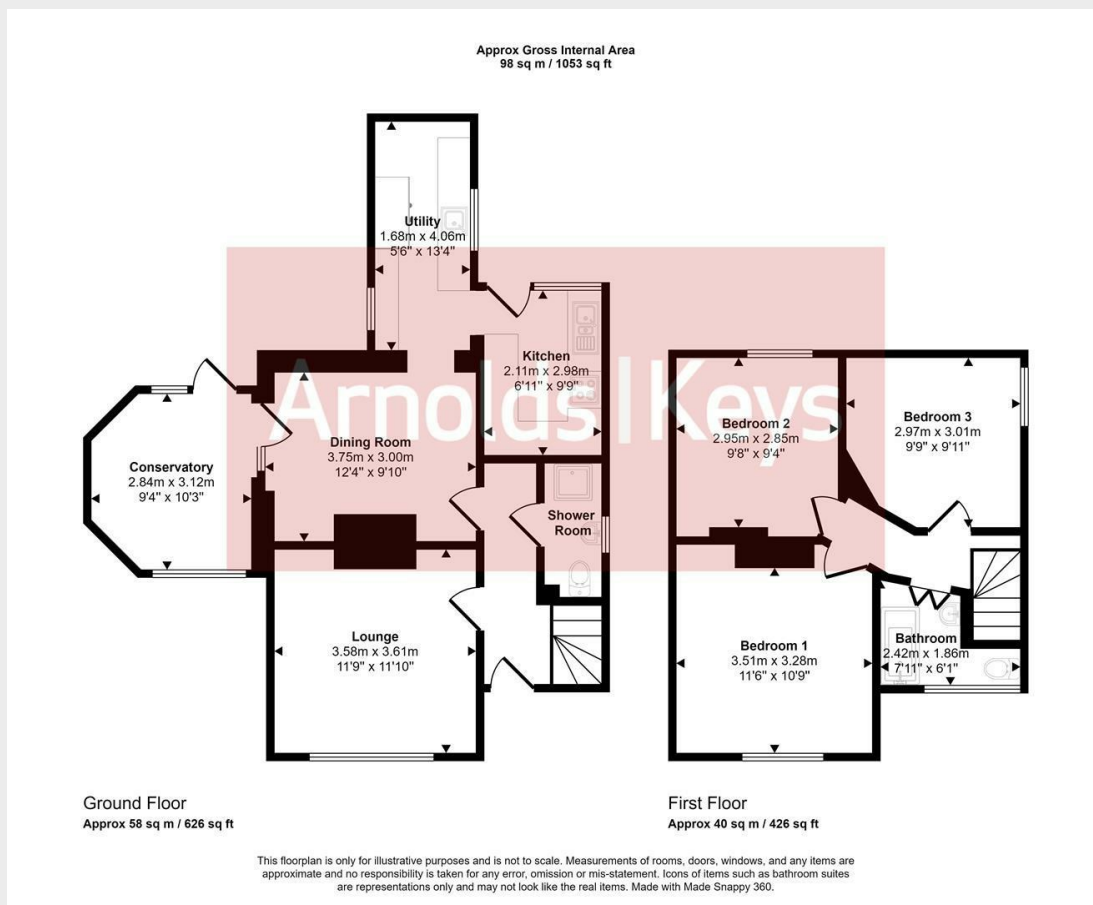 Approx Gross Internal Area
98 sq m / 1053 sq ft
Utility
1.68m x 4.06m
5'6" x 13'4"
Kitchen
2.11m x 2.98m
6'11" x 9'9"
Arnolds | Keys
Dining Room
3.75m x 3.00m
12'4" x 9'10"
Conservatory
2.84m x 3.12m
9'4" x 10'3"
Shower
Room
Lounge
3.58m x 3.61m
11'9" x 11'10"
Bedroom 2
2.95m x 2.85m
9'8" x 9'4"
Bedroom 3
2.97m x 3.01m
9'9" x 9'11"
Bedroom 1
3.51m x 3.28m
11'6" x 10'9"
Bathroom
2.42m x 1.86m
7'11" x 6'1"
Ground Floor
Approx 58 sq m / 626 sq ft
First Floor
Approx 40 sq m / 426 sq ft
This floorplan is only for illustrative purposes and is not to scale. Measurements of rooms, doors, windows, and any items are
approximate and no responsibility is taken for any error, omission or mis-statement. Icons of items such as bathroom suites
are representations only and may not look like the real items. Made with Made Snappy 360.